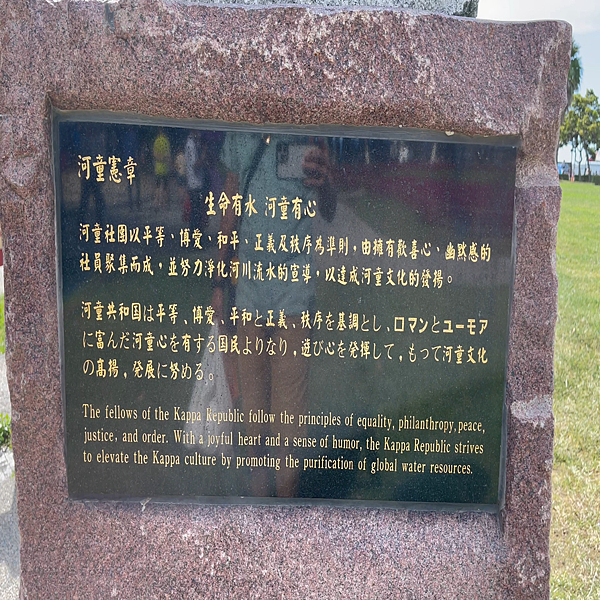 河童憲章
生命有水 河童有心
河童社團以平等、博愛、和平、正義及秩序為準則,由擁有歡喜心、幽默感的
社員聚集而成,並努力淨化河川流水的宣導,以達成河童文化的發揚。
河童共和国は平等、博愛、平和と正義、秩序を基調とし、ロマンとユーモア
に富んだ河童心を有する国民よりなり,遊び心を発揮して,もつて河童文化
の高揚,発展に努める。
The fellows of the Kappa Republic follow the principles of equality, philanthropy, peace,
justice, and order. With a joyful heart and a sense of humor, the Kappa Republic strives
to elevate the Kappa culture by promoting the purification of global water resources.